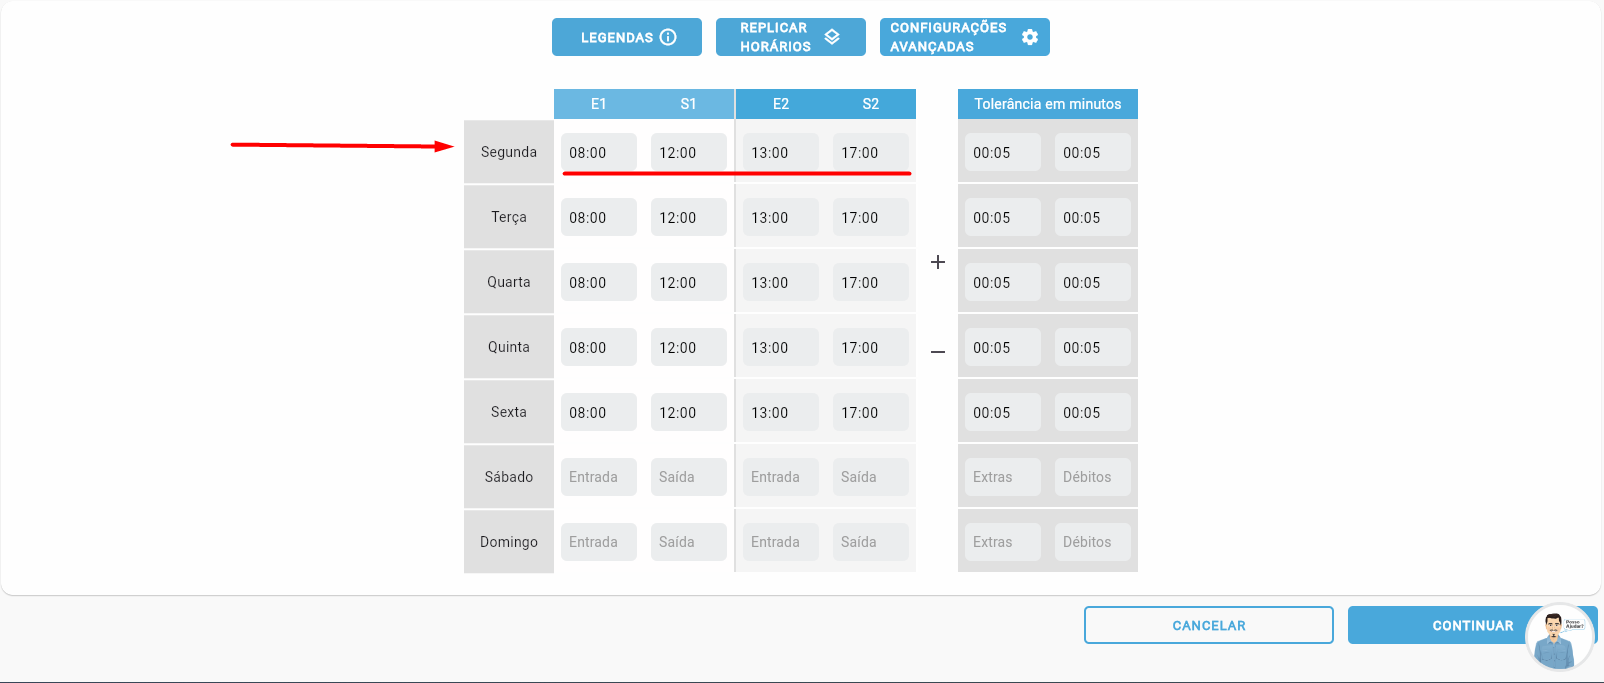 LEGENDAS
REPLICAR
HORÁRIOS
CONFIGURAÇÕES
AVANÇADAS
E1 S1 E2 S2 Tolerância em minutos
Segunda 08:00 12:00 13:00 17:00 00:05 00:05
Terça 08:00 12:00 13:00 17:00 00:05 00:05
Quarta 08:00 12:00 13:00 17:00 00:05 00:05
Quinta 08:00 12:00 13:00 17:00 00:05 00:05
Sexta 08:00 12:00 13:00 17:00 00:05 00:05
Sábado Entrada Saída Entrada Saída Extras Débitos
Domingo Entrada Saída Entrada Saída Extras Débitos
CANCELAR
CONTINUAR
Posso
Ajudar?